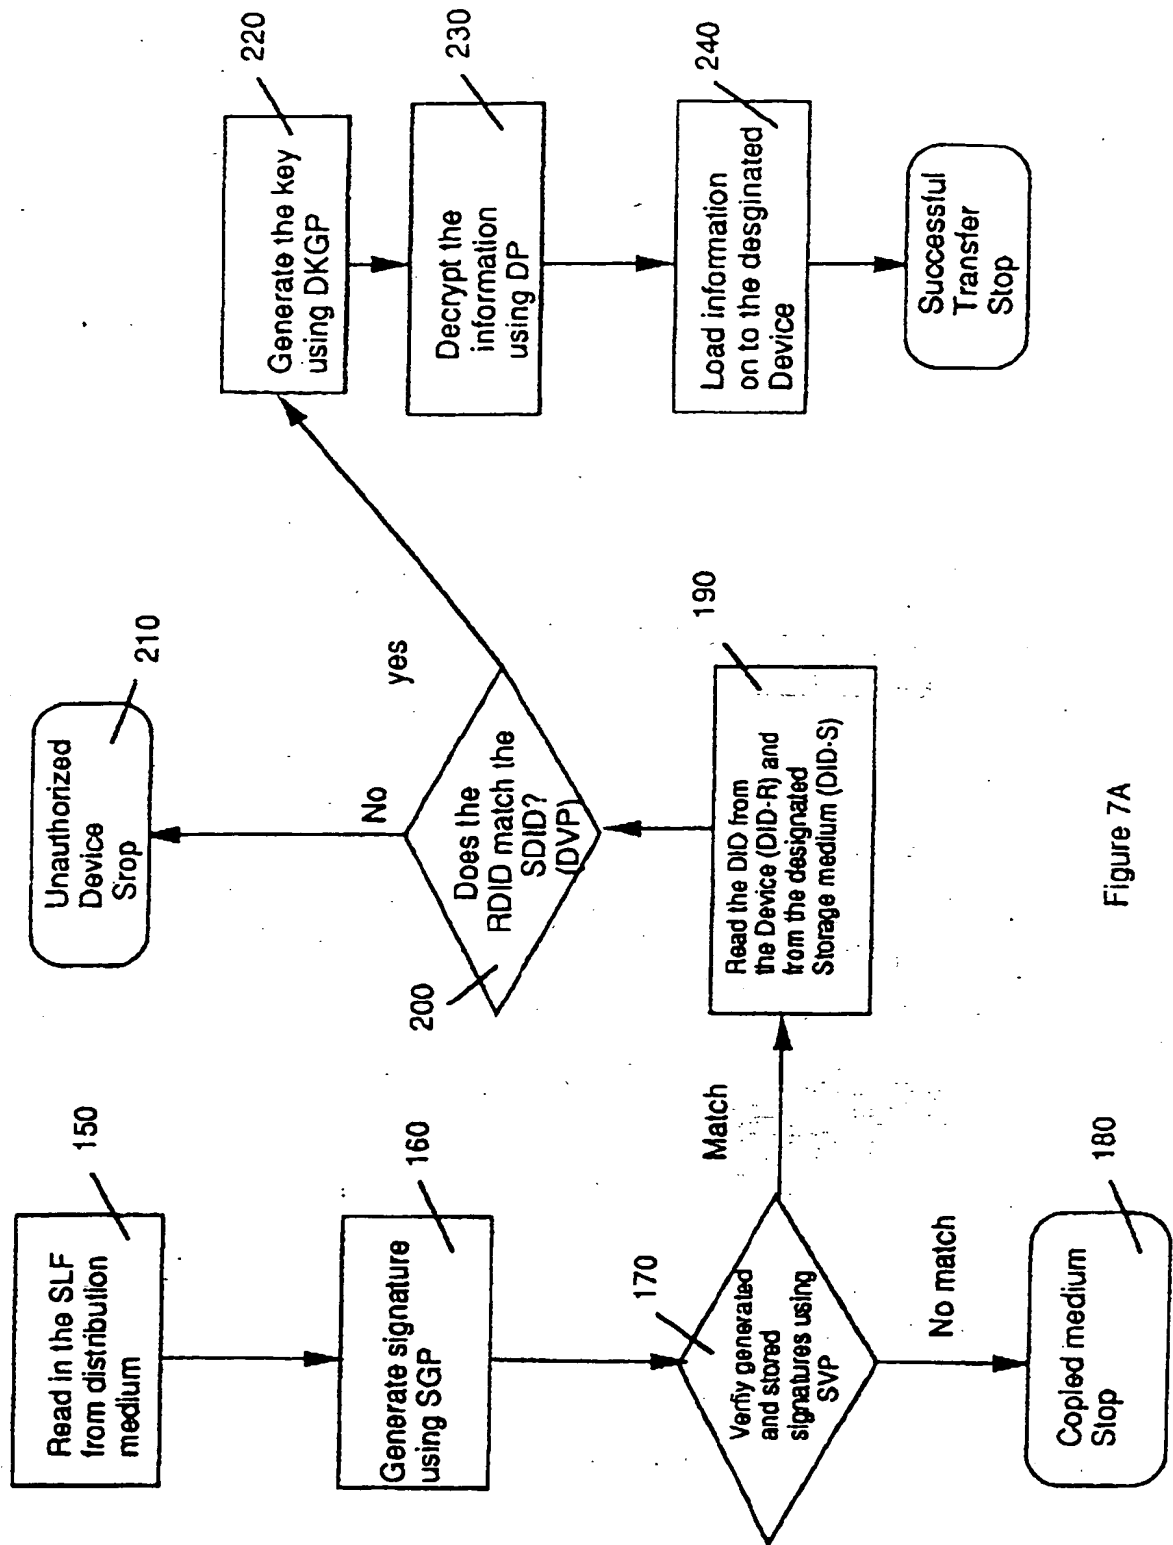 Read in the SLF
from distribution
medium
150
Generate signature
using SGP
160
Verfiy generated
and stored
signatures using
SVP
170
Match
No match
Copied medium
Stop
180
Read the DID from
the Device (DID-R) and
from the designated
Storage medium (DID-S)
190
Does the
RDID match the
SDID?
(DVP)
200
No
yes
Unauthorized
Device
Srop
210
Generate the key
using DKGP
220
Decrypt the
information
using DP
230
Load information
on to the desginated
Device
240
Successful
Transfer
Stop
Figure 7A